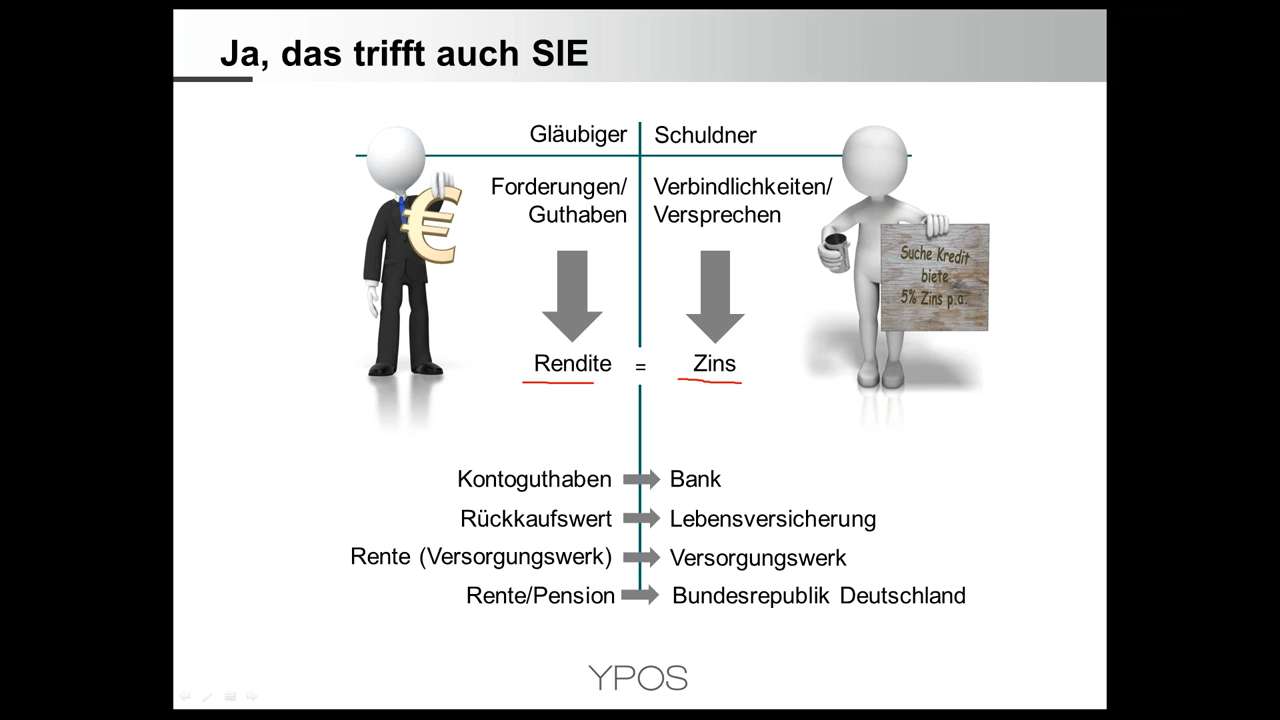 Ja, das trifft auch SIE
Gläubiger
Schuldner
Forderungen/
Guthaben
Verbindlichkeiten/
Versprechen
Suche Kredit
biete
5% Zins p.a.
Rendite = Zins
Kontoguthaben Bank
Rückkaufswert Lebensversicherung
Rente (Versorgungswerk) Versorgungswerk
Rente/Pension Bundesrepublik Deutschland
YPOS